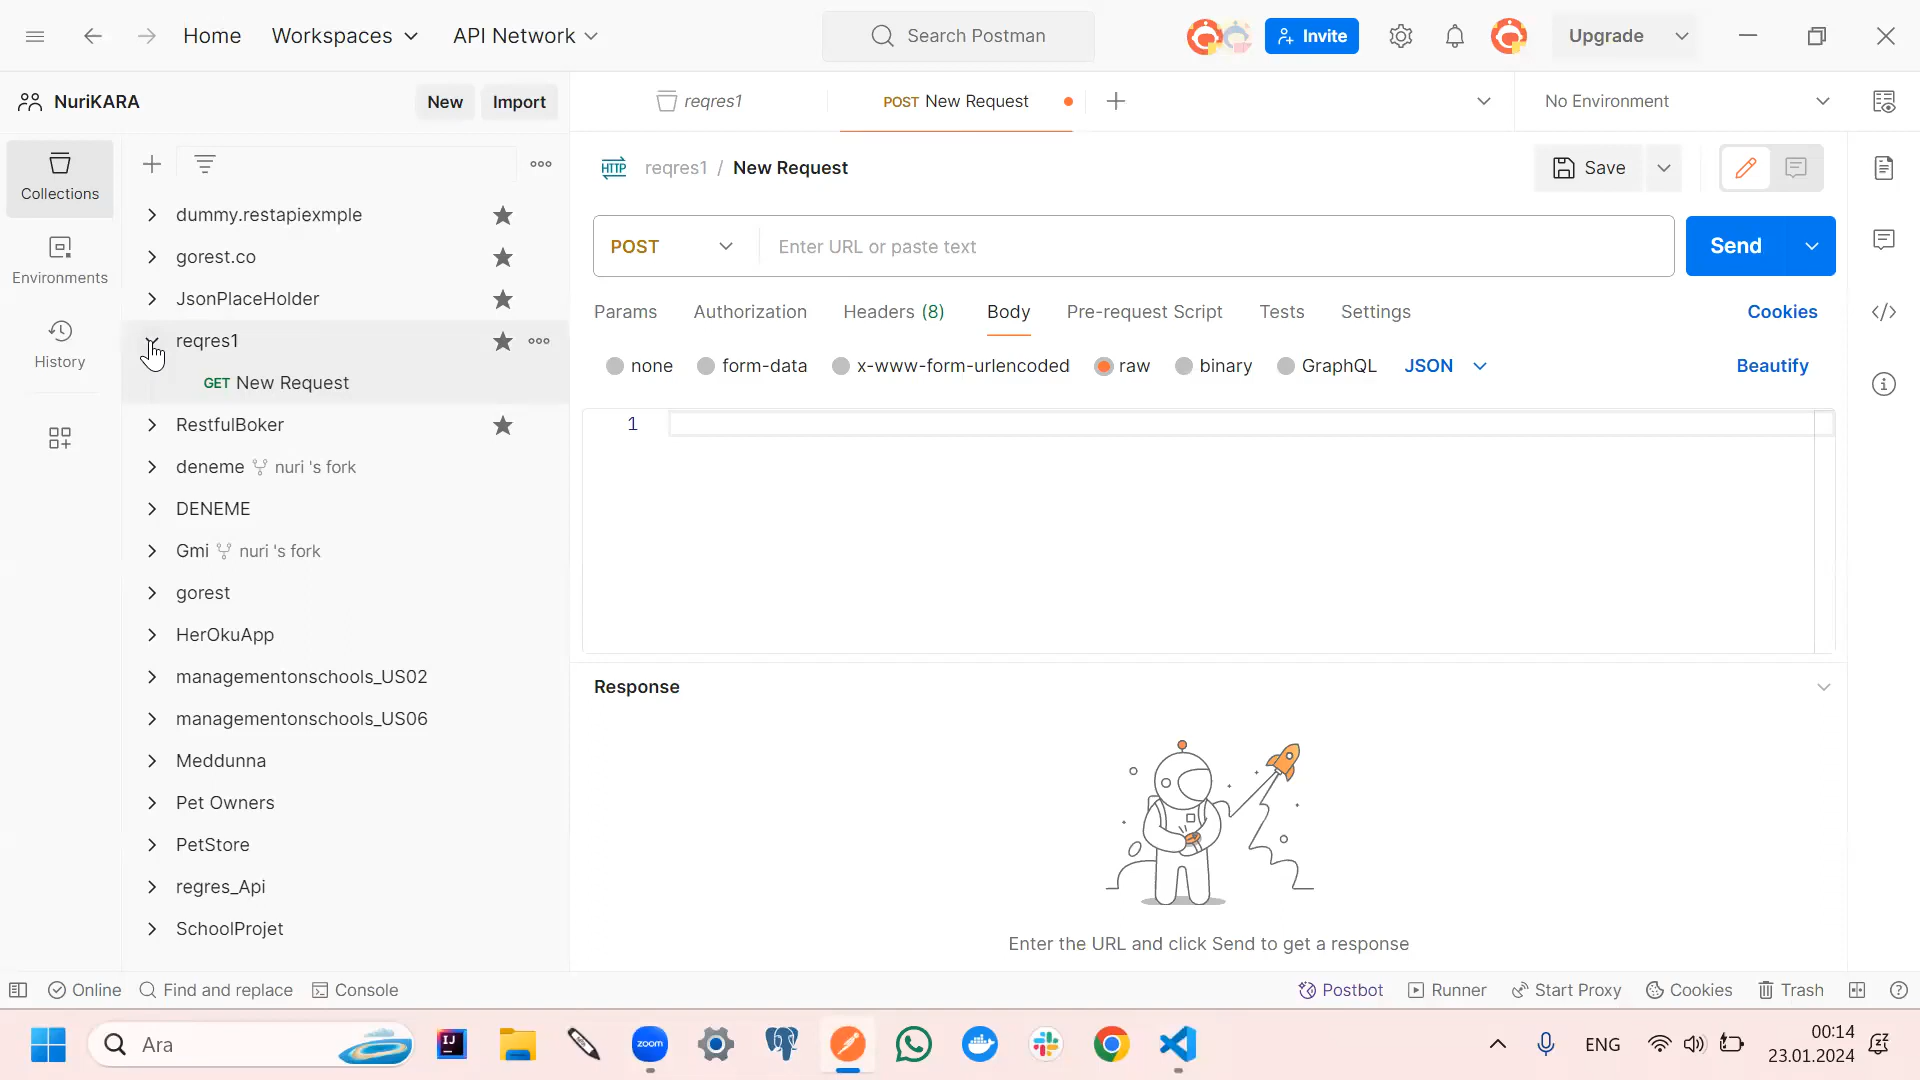 Home
Workspaces
API Network
Search Postman
Invite
Upgrade
NuriKARA
New
Import
reqres1
POST New Request
No Environment
Collections
Environments
History
dummy.restapiexmple
gorest.co
JsonPlaceHolder
reqres1
GET New Request
RestfulBoker
deneme nuri 's fork
DENEME
Gmi nuri 's fork
gorest
HerOkuApp
managementonschools_US02
managementonschools_US06
Meddunna
Pet Owners
PetStore
regres_Api
SchoolProjet
HTTP reqres1 / New Request
Save
POST
Enter URL or paste text
Send
Params
Authorization
Headers (8)
Body
Pre-request Script
Tests
Settings
Cookies
none
form-data
x-www-form-urlencoded
raw
binary
GraphQL
JSON
Beautify
1
Response
Enter the URL and click Send to get a response
Online
Find and replace
Console
Postbot
Runner
Start Proxy
Cookies
Trash
Ara
IJ
zoom
ENG
00:14
23.01.2024